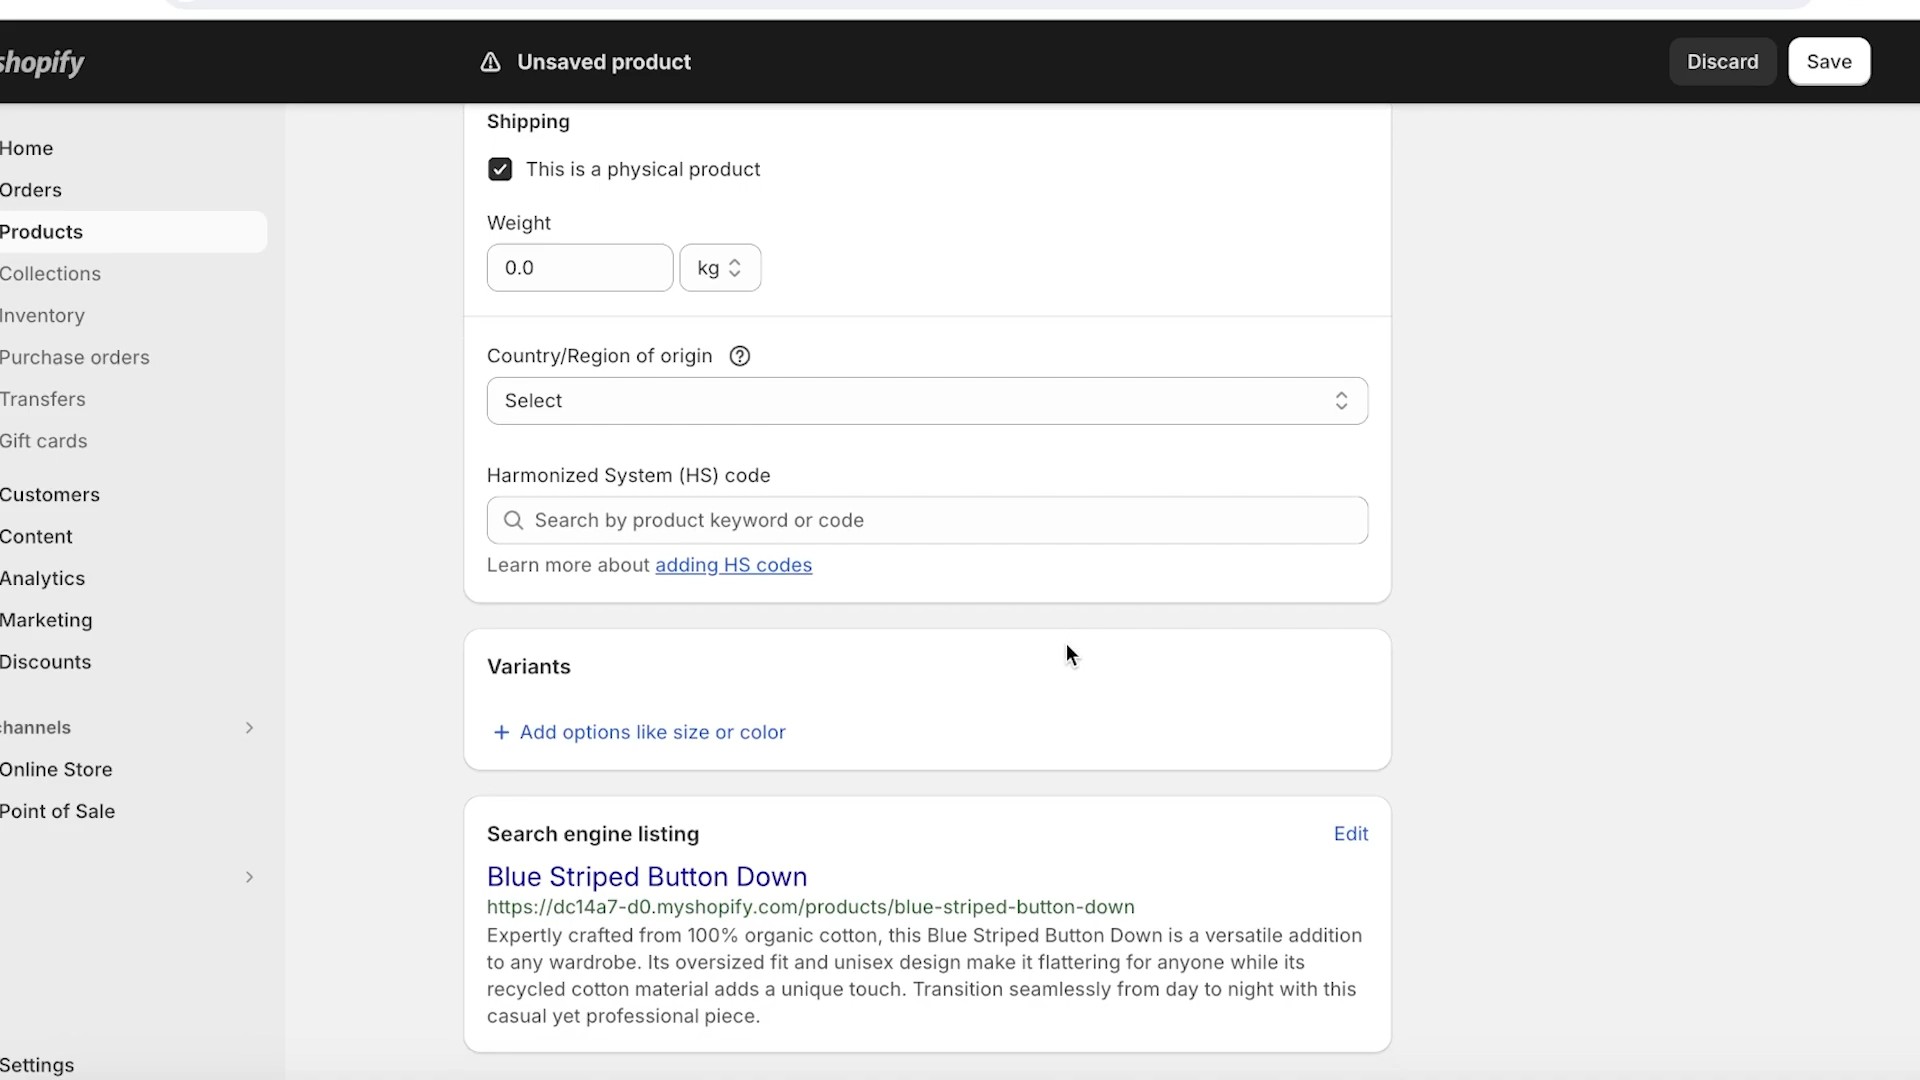 shopify
Unsaved product
Discard
Save
Home
Orders
Products
Collections
Inventory
Purchase orders
Transfers
Gift cards
Customers
Content
Analytics
Marketing
Discounts
channels
Online Store
Point of Sale
Settings
Shipping
This is a physical product
Weight
0.0
kg
Country/Region of origin
Select
Harmonized System (HS) code
Search by product keyword or code
Learn more about adding HS codes
Variants
+ Add options like size or color
Search engine listing
Edit
Blue Striped Button Down
https://dc14a7-d0.myshopify.com/products/blue-striped-button-down
Expertly crafted from 100% organic cotton, this Blue Striped Button Down is a versatile addition
to any wardrobe. Its oversized fit and unisex design make it flattering for anyone while its
recycled cotton material adds a unique touch. Transition seamlessly from day to night with this
casual yet professional piece.